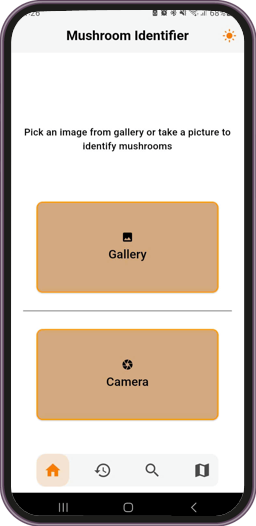 Mushroom Identifier
Pick an image from gallery or take a picture to
identify mushrooms
Gallery
Camera